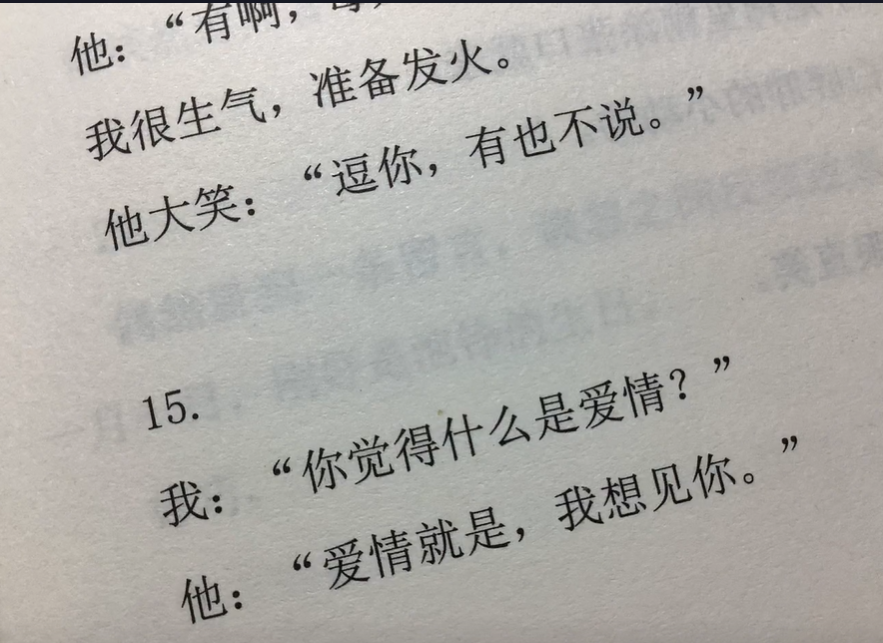 他：“有啊，
我很生气，准备发火。
他大笑：“逗你，有也不说。”
15.
我：“你觉得什么是爱情？”
他：“爱情就是，我想见你。”